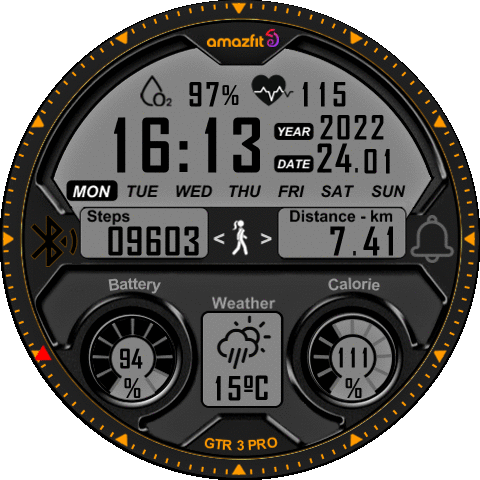 amazfit
O2 97% 115
16:13 YEAR 2022
DATE 24.01
MON TUE WED THU FRI SAT SUN
Steps Distance - km
09603 < > 7.41
Battery Weather Calorie
94 % 15ºC 111 %
GTR 3 PRO